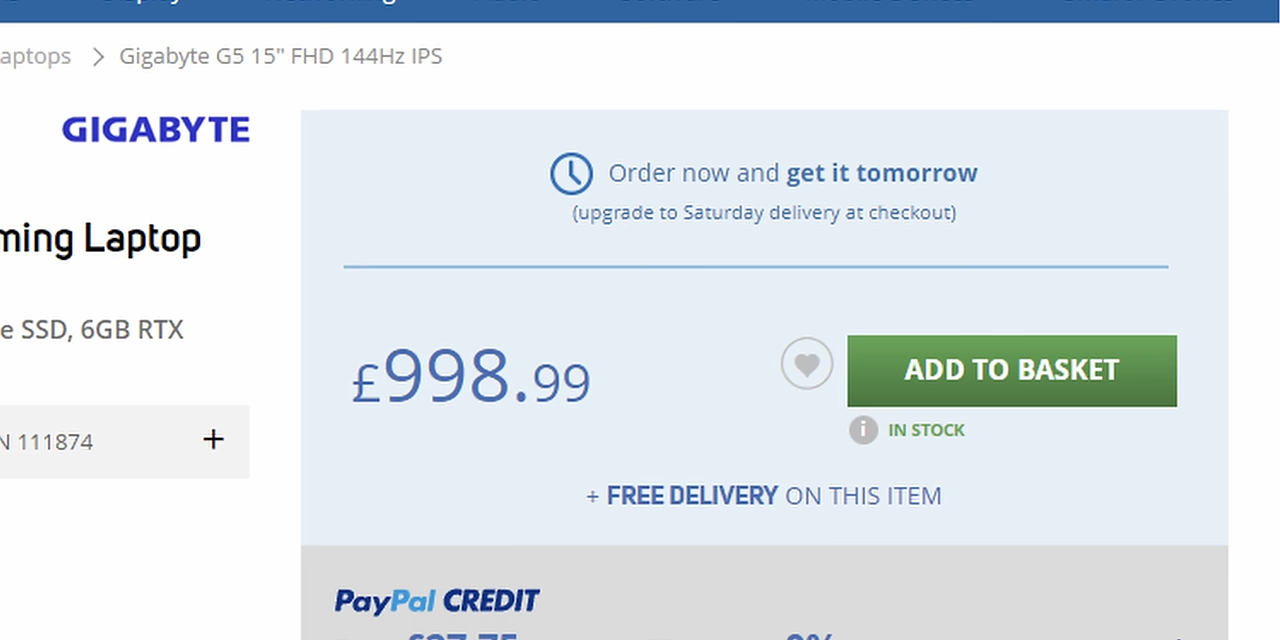 aptops > Gigabyte G5 15" FHD 144Hz IPS
GIGABYTE
ming Laptop
e SSD, 6GB RTX
N 111874 +
Order now and get it tomorrow
(upgrade to Saturday delivery at checkout)
£998.99
ADD TO BASKET
i IN STOCK
+ FREE DELIVERY ON THIS ITEM
PayPal CREDIT